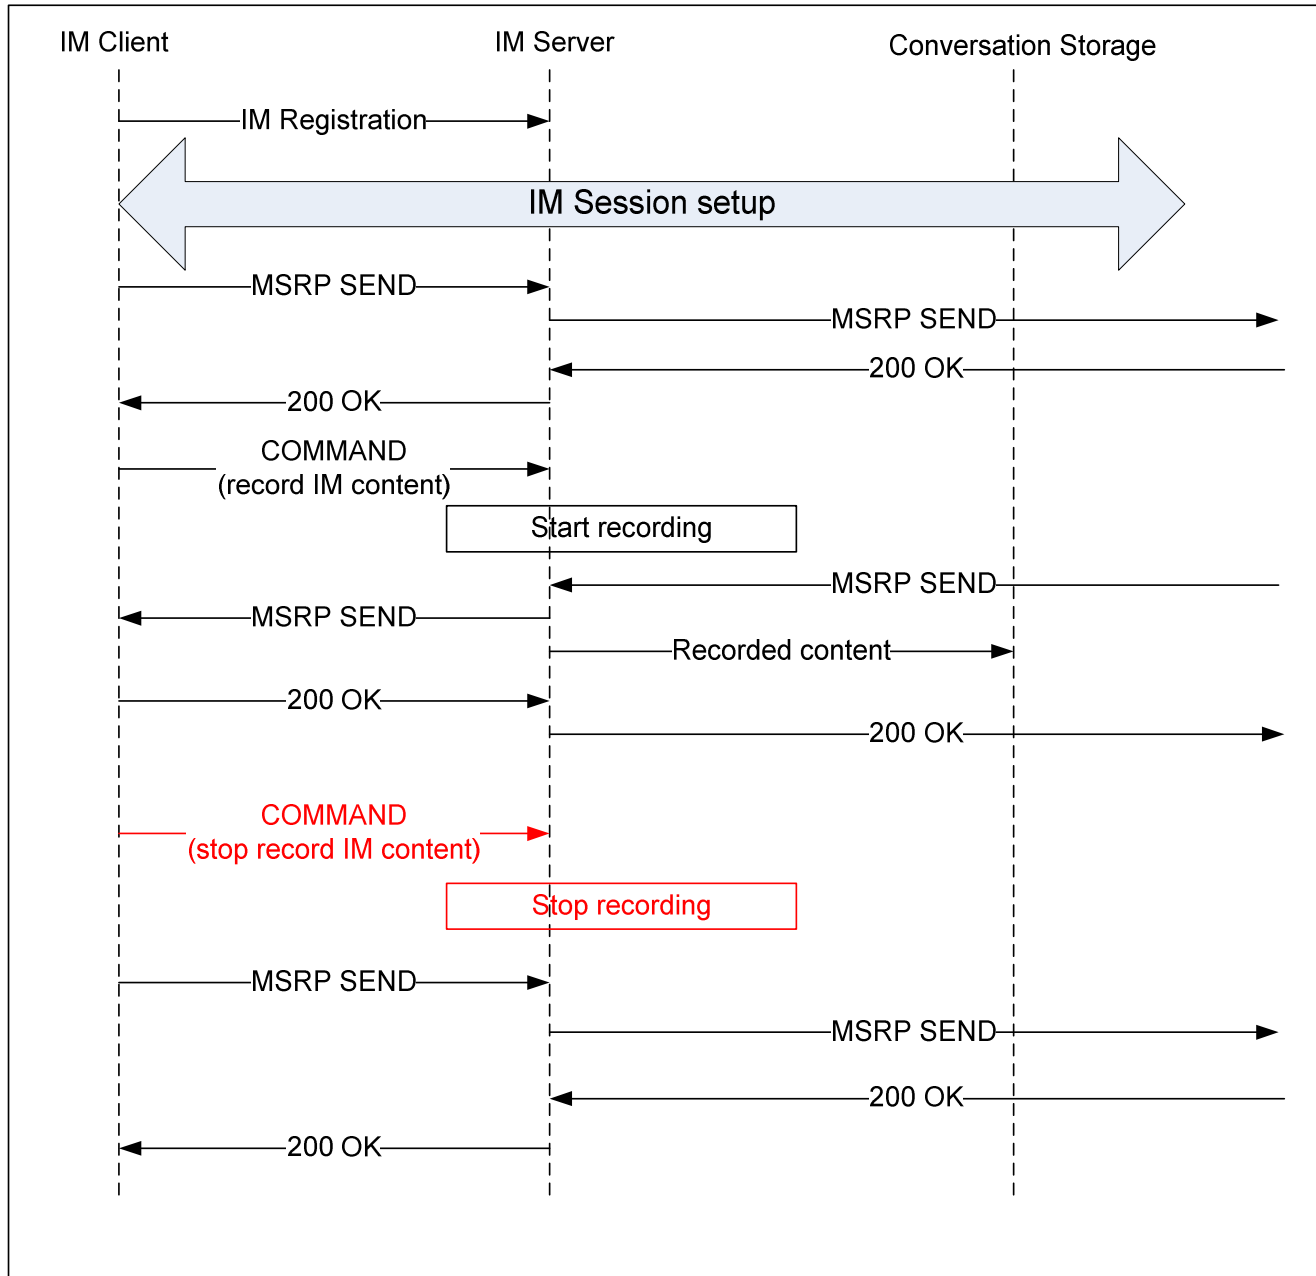 IM Client
IM Server
Conversation Storage
IM Registration
IM Session setup
MSRP SEND
MSRP SEND
200 OK
200 OK
COMMAND
(record IM content)
Start recording
MSRP SEND
MSRP SEND
Recorded content
200 OK
200 OK
COMMAND
(stop record IM content)
Stop recording
MSRP SEND
MSRP SEND
200 OK
200 OK